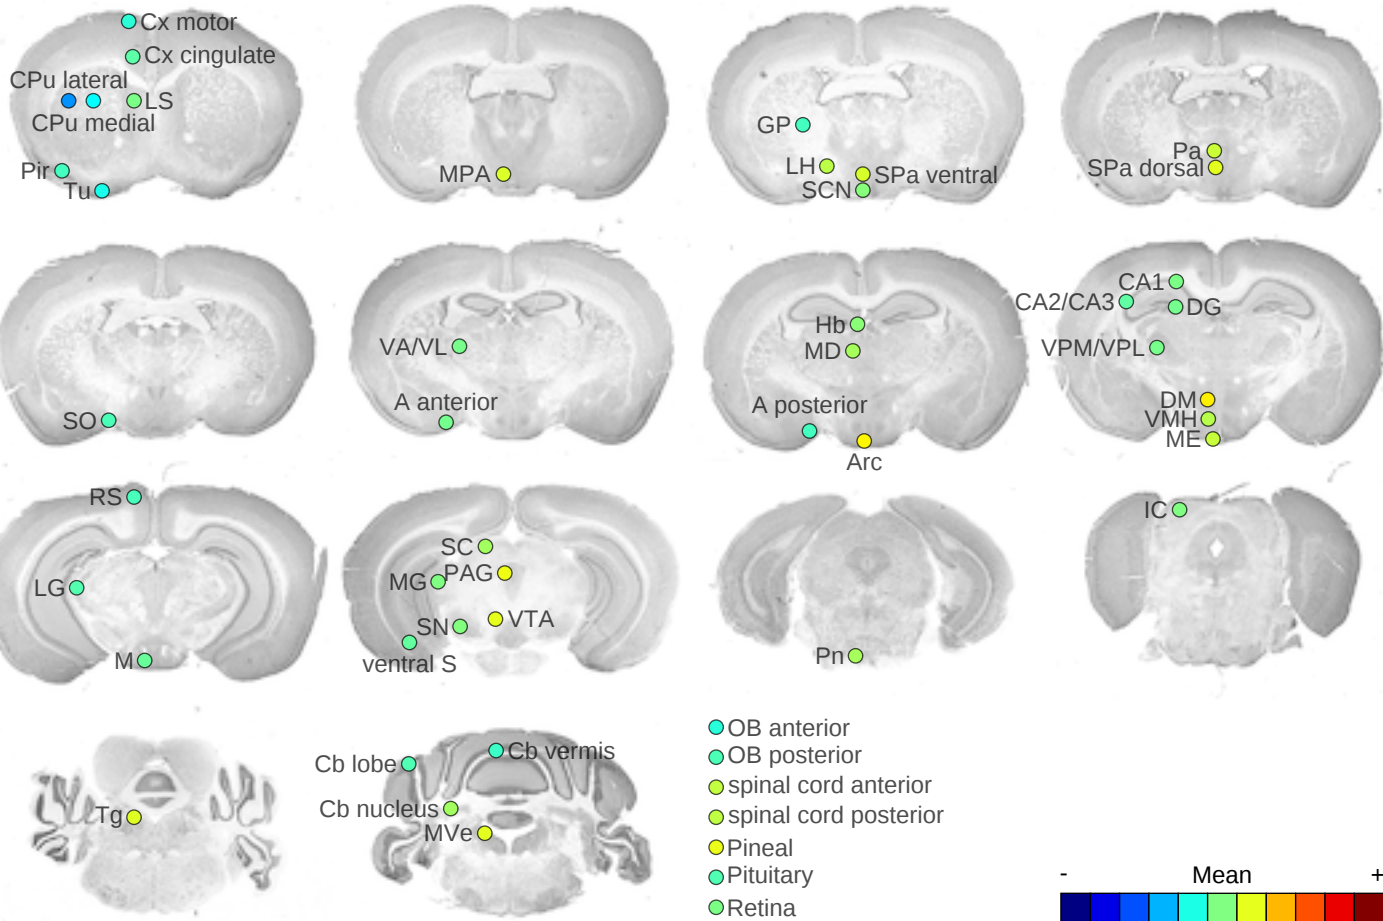 Cx motor
Cx cingulate
CPu lateral
LS
CPu medial
Pir
Tu
MPA
GP
LH
SPa ventral
SCN
Pa
SPa dorsal
SO
VA/VL
A anterior
Hb
MD
A posterior
Arc
CA1
CA2/CA3
DG
VPM/VPL
DM
VMH
ME
RS
LG
M
SC
PAG
MG
VTA
SN
ventral S
Pn
IC
Tg
Cb lobe
Cb vermis
Cb nucleus
MVe
OB anterior
OB posterior
spinal cord anterior
spinal cord posterior
Pineal
Pituitary
Retina
- Mean +